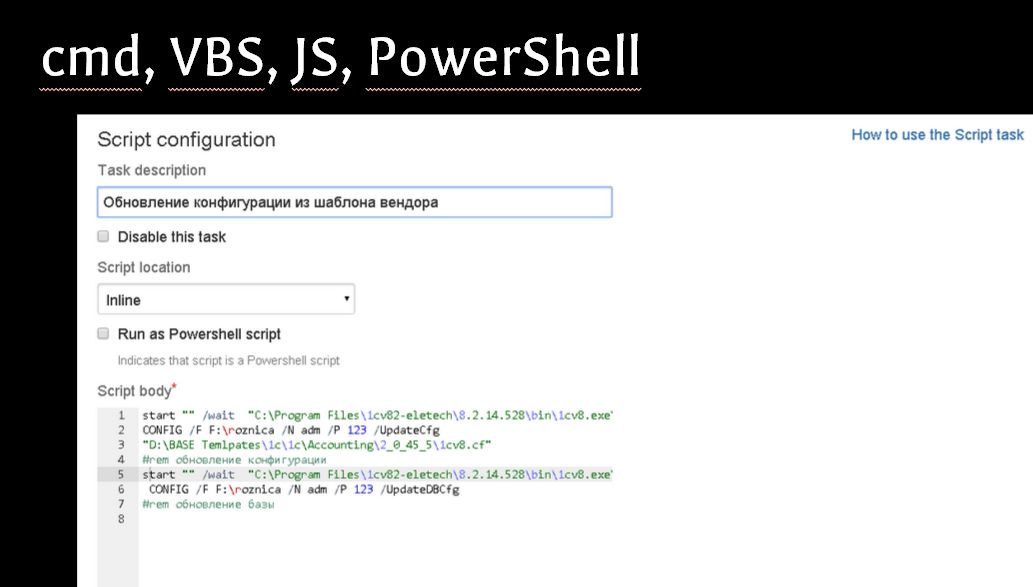 cmd, VBS, JS, PowerShell
Script configuration
How to use the Script task
Task description
Обновление конфигурации из шаблона вендора
Disable this task
Script location
Inline
Run as Powershell script
Indicates that script is a Powershell script
Script body*
1 start "" /wait "C:\Program Files\1cv82-eletech\8.2.14.528\bin\1cv8.exe"
2 CONFIG /F F:\roznica /N adm /P 123 /UpdateCfg
3 "D:\BASE Temlpates\1c\1c\Accounting\2_0_45_5\1cv8.cf"
4 #rem обновление конфигурации
5 start "" /wait "C:\Program Files\1cv82-eletech\8.2.14.528\bin\1cv8.exe"
6 CONFIG /F F:\roznica /N adm /P 123 /UpdateDBCfg
7 #rem обновление базы
8